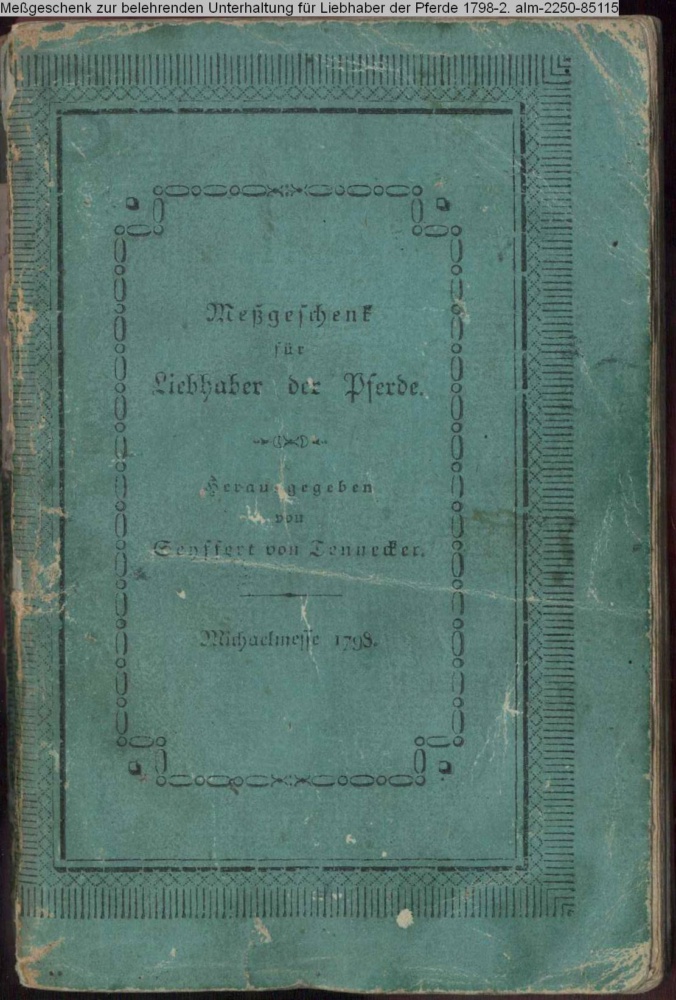 Meßgeschenk zur belehrenden Unterhaltung für Liebhaber der Pferde 1798-2. alm-2250-85115
Meßgeschenk
für
Liebhaber der Pferde.
Herausgegeben
von
Seyffert von Tennecker.
Michaelmesse 1798.